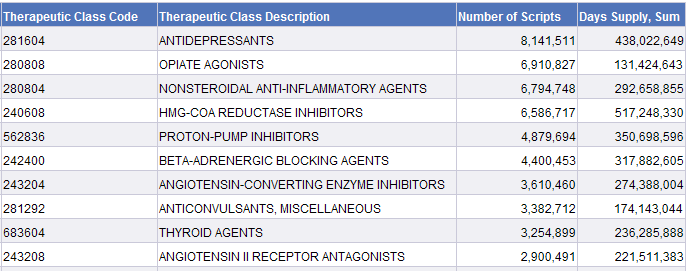 Therapeutic Class Code Therapeutic Class Description Number of Scripts Days Supply, Sum
281604 ANTIDEPRESSANTS 8,141,511 438,022,649
280808 OPIATE AGONISTS 6,910,827 131,424,643
280804 NONSTEROIDAL ANTI-INFLAMMATORY AGENTS 6,794,748 292,658,855
240608 HMG-COA REDUCTASE INHIBITORS 6,586,717 517,248,330
562836 PROTON-PUMP INHIBITORS 4,879,694 350,698,596
242400 BETA-ADRENERGIC BLOCKING AGENTS 4,400,453 317,882,605
243204 ANGIOTENSIN-CONVERTING ENZYME INHIBITORS 3,610,460 274,388,004
281292 ANTICONVULSANTS, MISCELLANEOUS 3,382,712 174,143,044
683604 THYROID AGENTS 3,254,899 236,285,888
243208 ANGIOTENSIN II RECEPTOR ANTAGONISTS 2,900,491 221,511,383